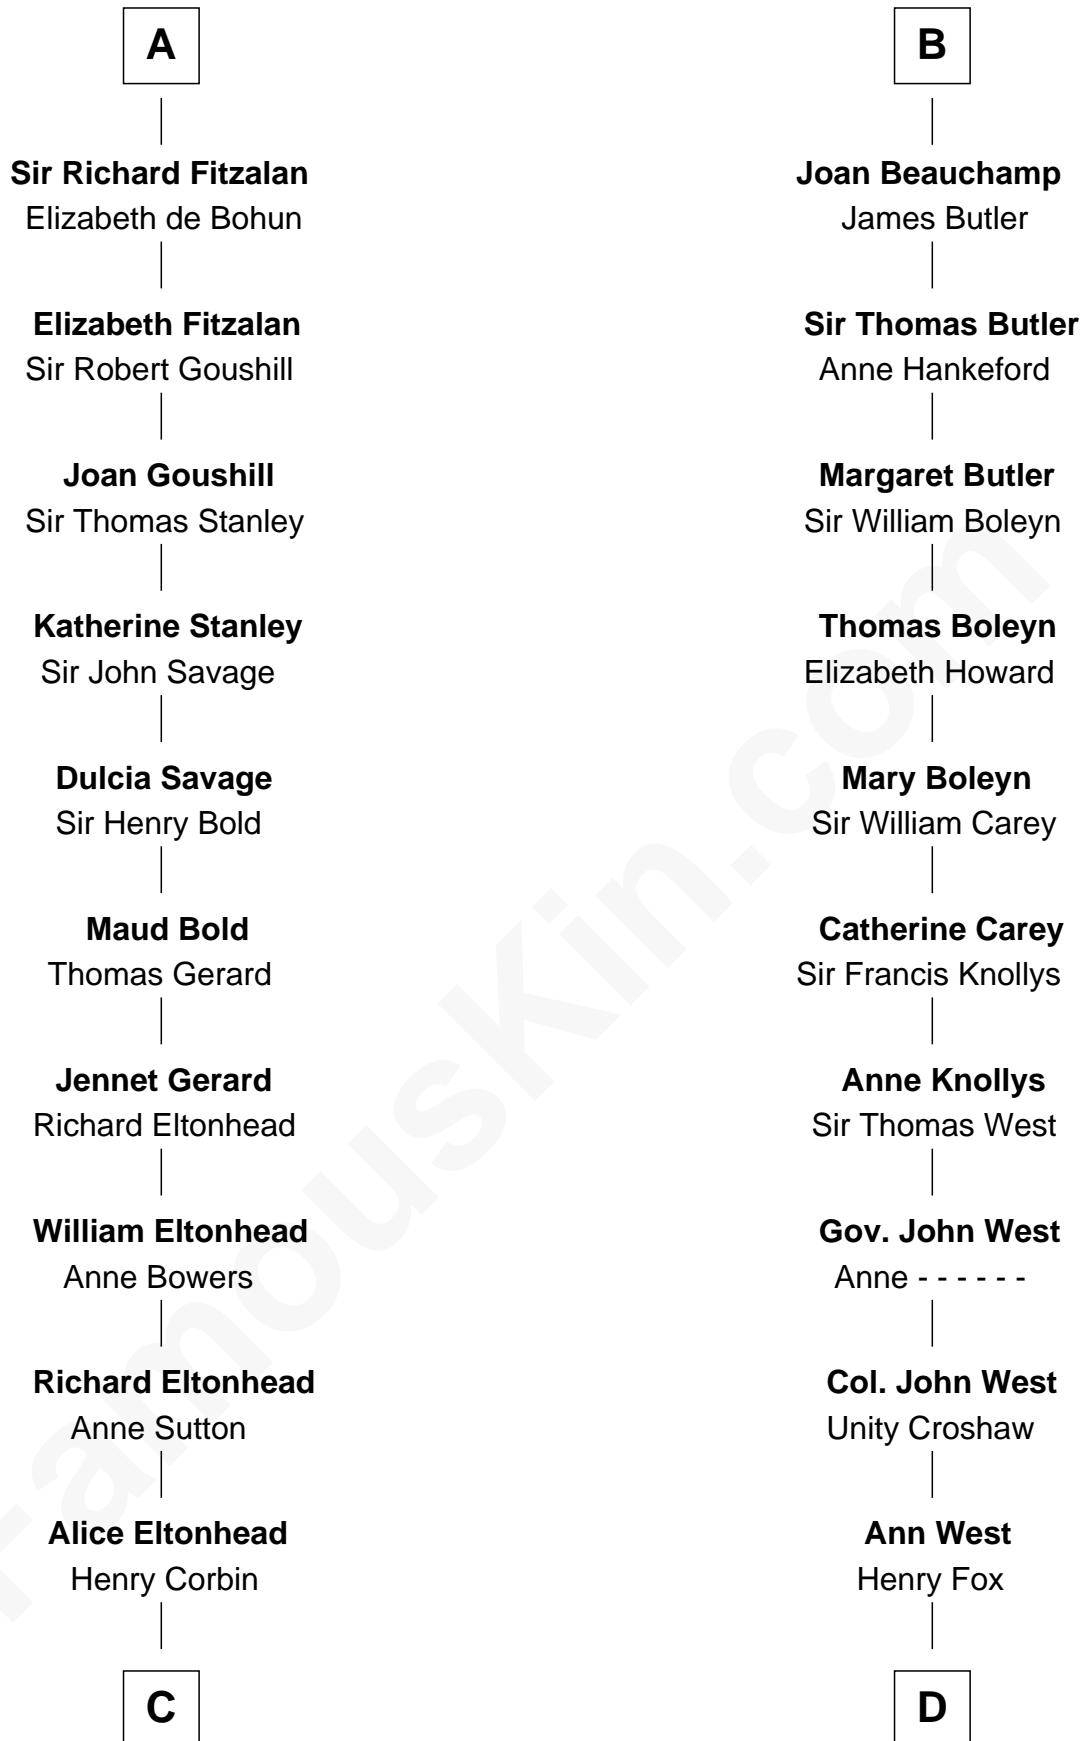 A
Sir Richard Fitzalan
Elizabeth de Bohun
Elizabeth Fitzalan
Sir Robert Goushill
Joan Goushill
Sir Thomas Stanley
Katherine Stanley
Sir John Savage
Dulcia Savage
Sir Henry Bold
Maud Bold
Thomas Gerard
Jennet Gerard
Richard Eltonhead
William Eltonhead
Anne Bowers
Richard Eltonhead
Anne Sutton
Alice Eltonhead
Henry Corbin
C
B
Joan Beauchamp
James Butler
Sir Thomas Butler
Anne Hankeford
Margaret Butler
Sir William Boleyn
Thomas Boleyn
Elizabeth Howard
Mary Boleyn
Sir William Carey
Catherine Carey
Sir Francis Knollys
Anne Knollys
Sir Thomas West
Gov. John West
Anne - - - - - -
Col. John West
Unity Croshaw
Ann West
Henry Fox
D
FamousKin.com